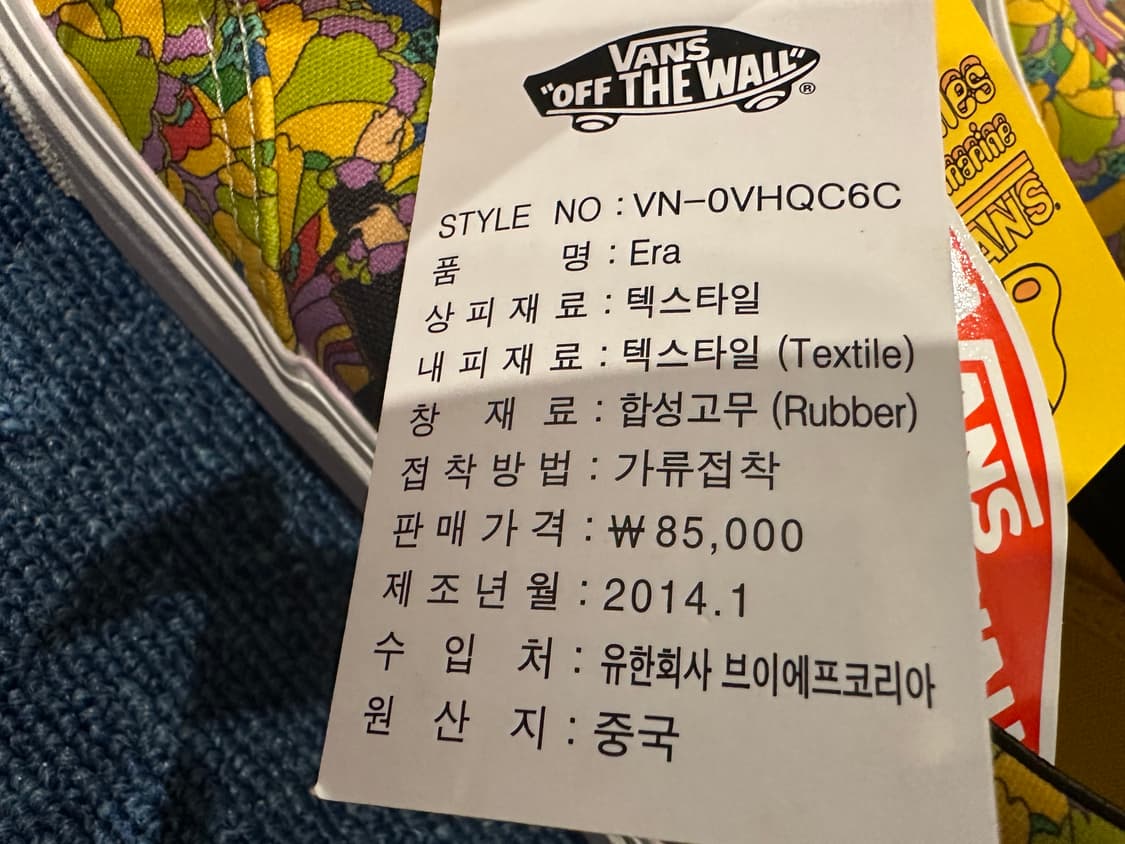 VANS
"OFF THE WALL"®
STYLE NO : VN-0VHQC6C
품 명 : Era
상 피 재 료 : 텍스타일
내 피 재 료 : 텍스타일 (Textile)
창 재 료 : 합성고무 (Rubber)
접 착 방 법 : 가류접착
판 매 가 격 : ₩85,000
제 조 년 월 : 2014.1
수 입 처 : 유한회사 브이에프코리아
원 산 지 : 중국
VANS